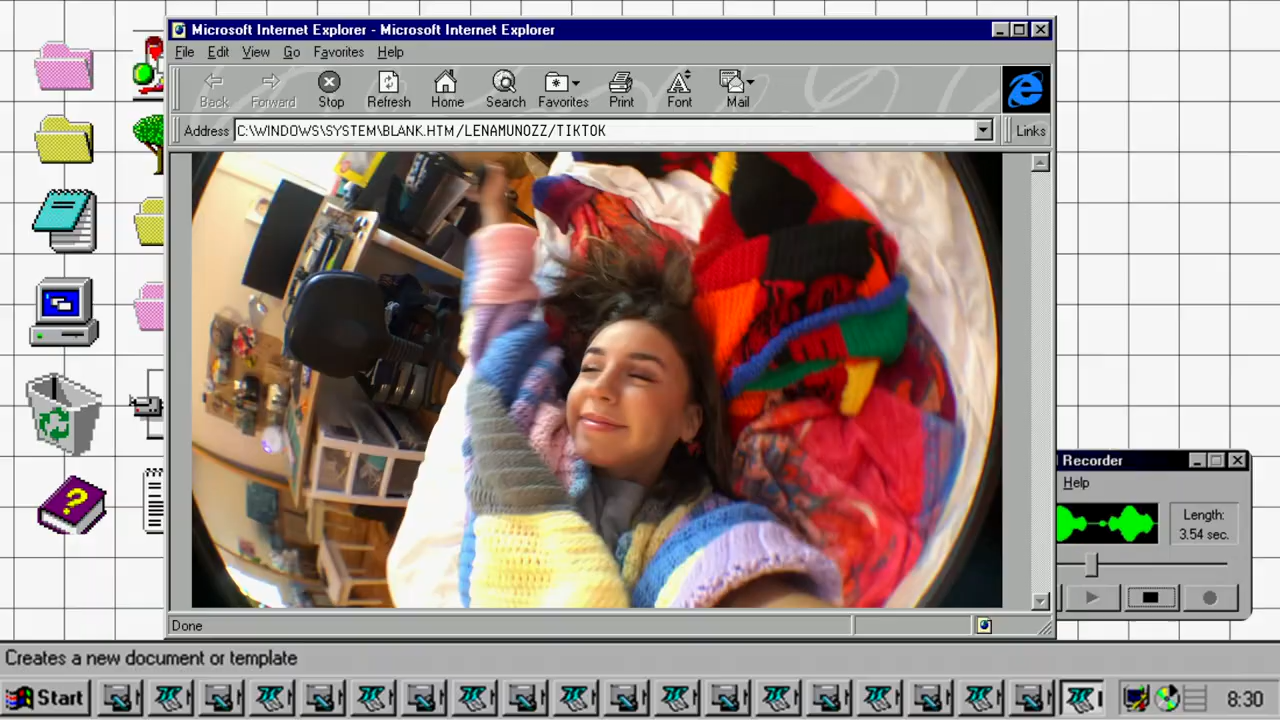 Microsoft Internet Explorer - Microsoft Internet Explorer
File Edit View Go Favorites Help
Back Forward Stop Refresh Home Search Favorites Print Font Mail
Address C:\WINDOWS\SYSTEM\BLANK.HTM/LENAMUNOZZ/TIKTOK Links
Recorder
Help
Length:
3.54 sec.
Done
Creates a new document or template
Start 8:30